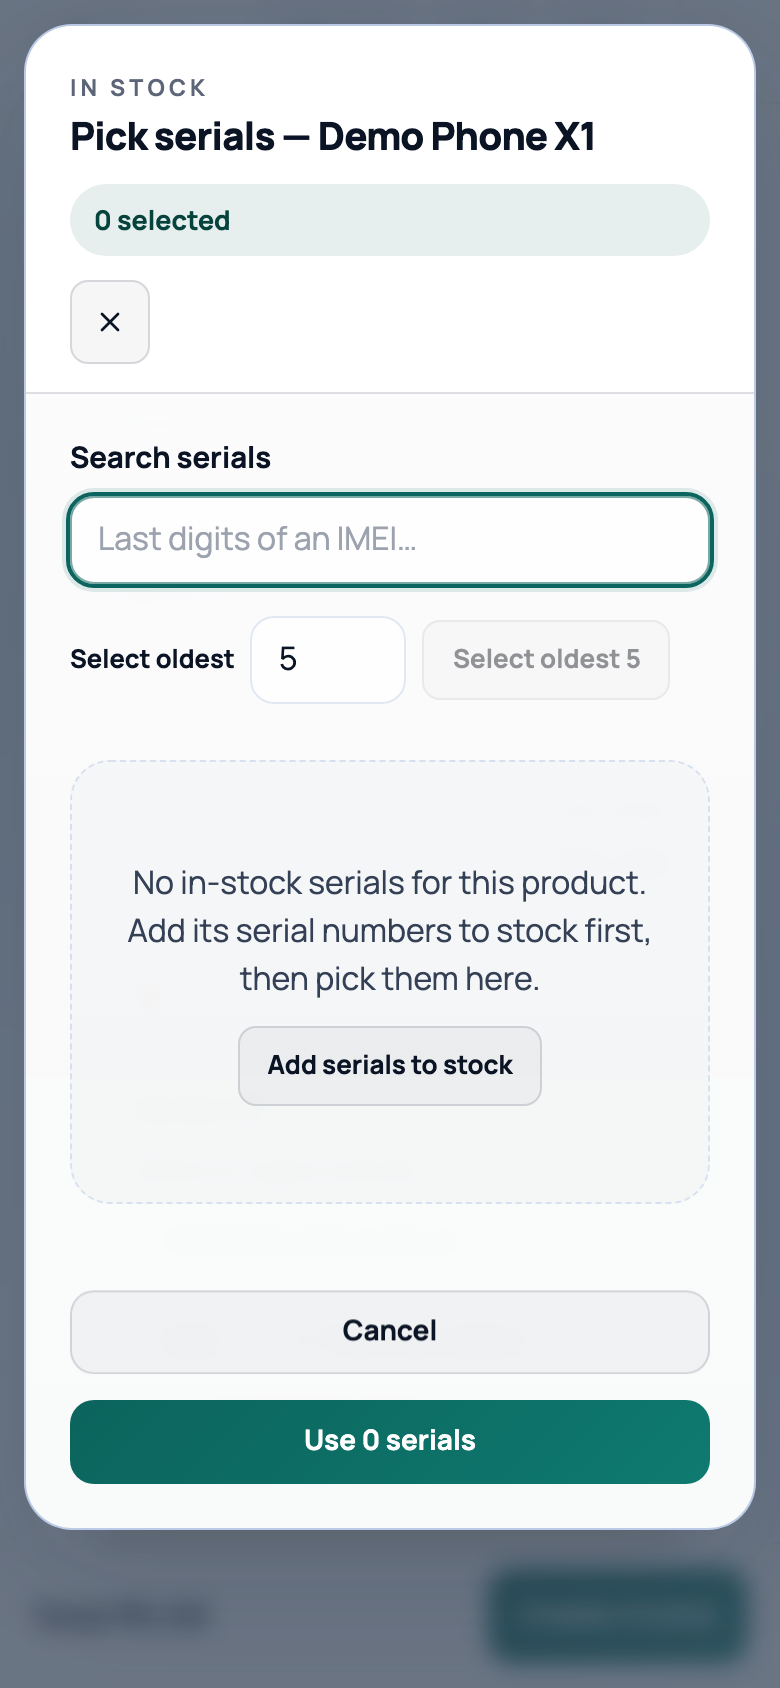 IN STOCK
Pick serials — Demo Phone X1
0 selected
Search serials
Last digits of an IMEI...
Select oldest
5
Select oldest 5
No in-stock serials for this product.
Add its serial numbers to stock first,
then pick them here.
Add serials to stock
Cancel
Use 0 serials